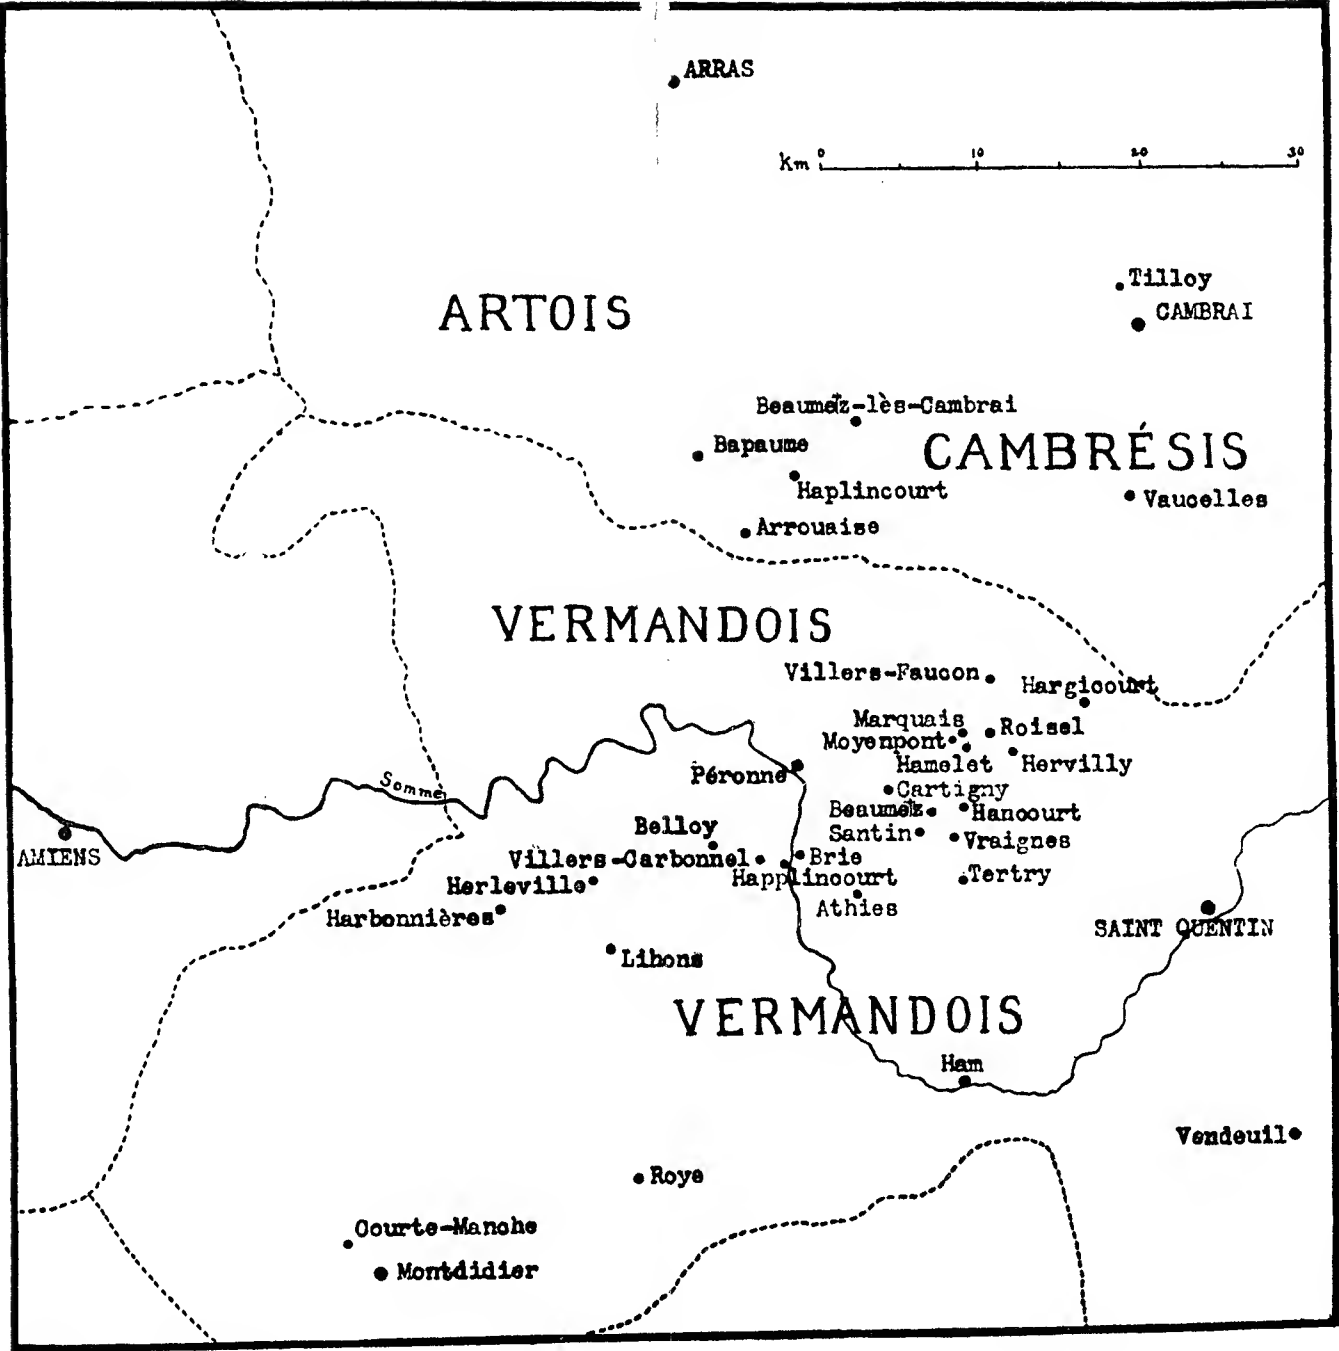 ARRAS
km 0 10 20 30
Tilloy
CAMBRAI
ARTOIS
Beaumetz-lès-Cambrai
Bapaume
CAMBRÉSIS
Haplincourt
Vaucelles
Arrouaise
VERMANDOIS
Villers-Faucon
Hargicourt
Marquais
Roisel
Moyenpont
Hamelet
Hervilly
Péronne
Somme
Cartigny
Beaumetz
Hancourt
Belloy
Santin
Vraignes
AMIENS
Villers-Carbonnel
Brie
Herleville
Happlincourt
Tertry
Harbonnières
Athies
SAINT QUENTIN
Lihons
VERMANDOIS
Ham
Vendeuil
Roye
Courte-Manche
Montdidier